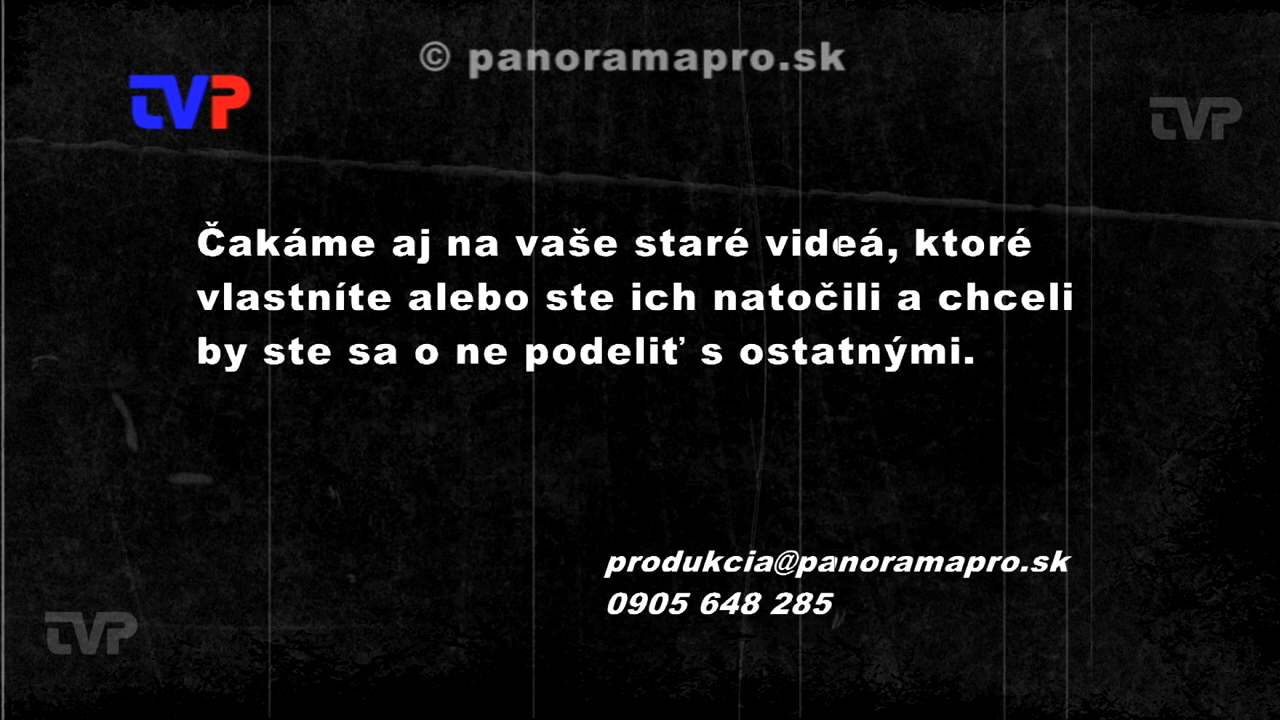 © panoramapro.sk
TVP
TVP
Čakáme aj na vaše staré videá, ktoré
vlastníte alebo ste ich natočili a chceli
by ste sa o ne podeliť s ostatnými.
produkcia@panoramapro.sk
0905 648 285
TVP